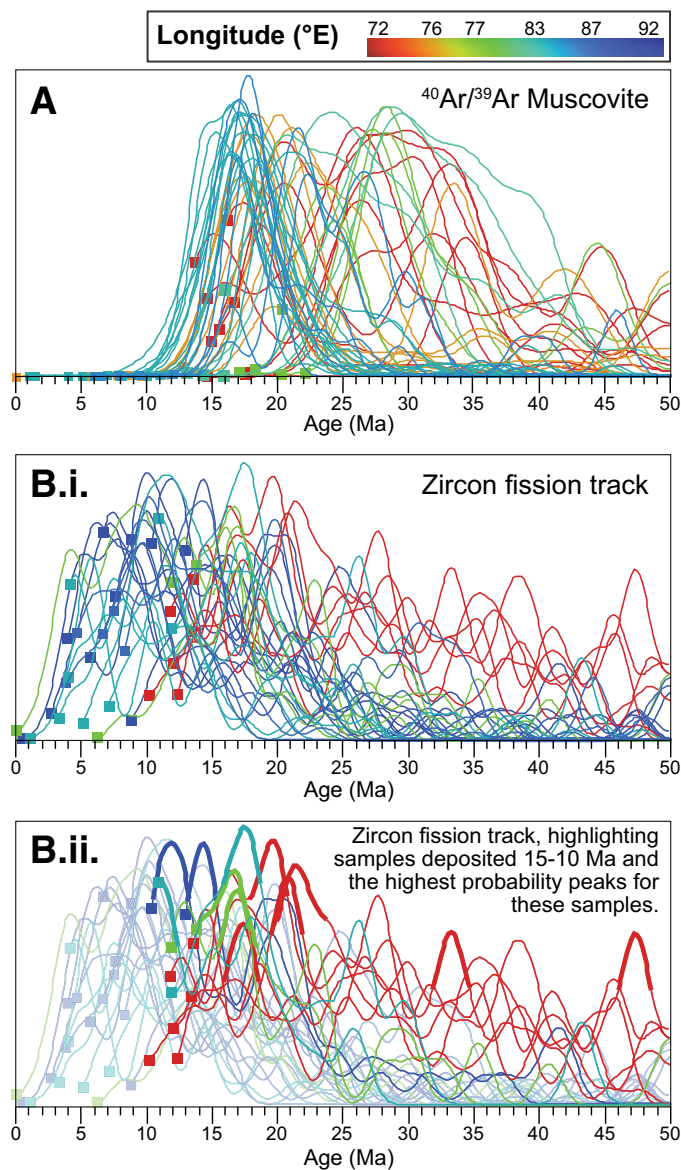 Longitude (°E)
72 76 77 83 87 92
A
⁴⁰Ar/³⁹Ar Muscovite
0 5 10 15 20 25 30 35 40 45 50
Age (Ma)
B.i.
Zircon fission track
0 5 10 15 20 25 30 35 40 45 50
Age (Ma)
B.ii.
Zircon fission track, highlighting
samples deposited 15-10 Ma and
the highest probability peaks for
these samples.
0 5 10 15 20 25 30 35 40 45 50
Age (Ma)